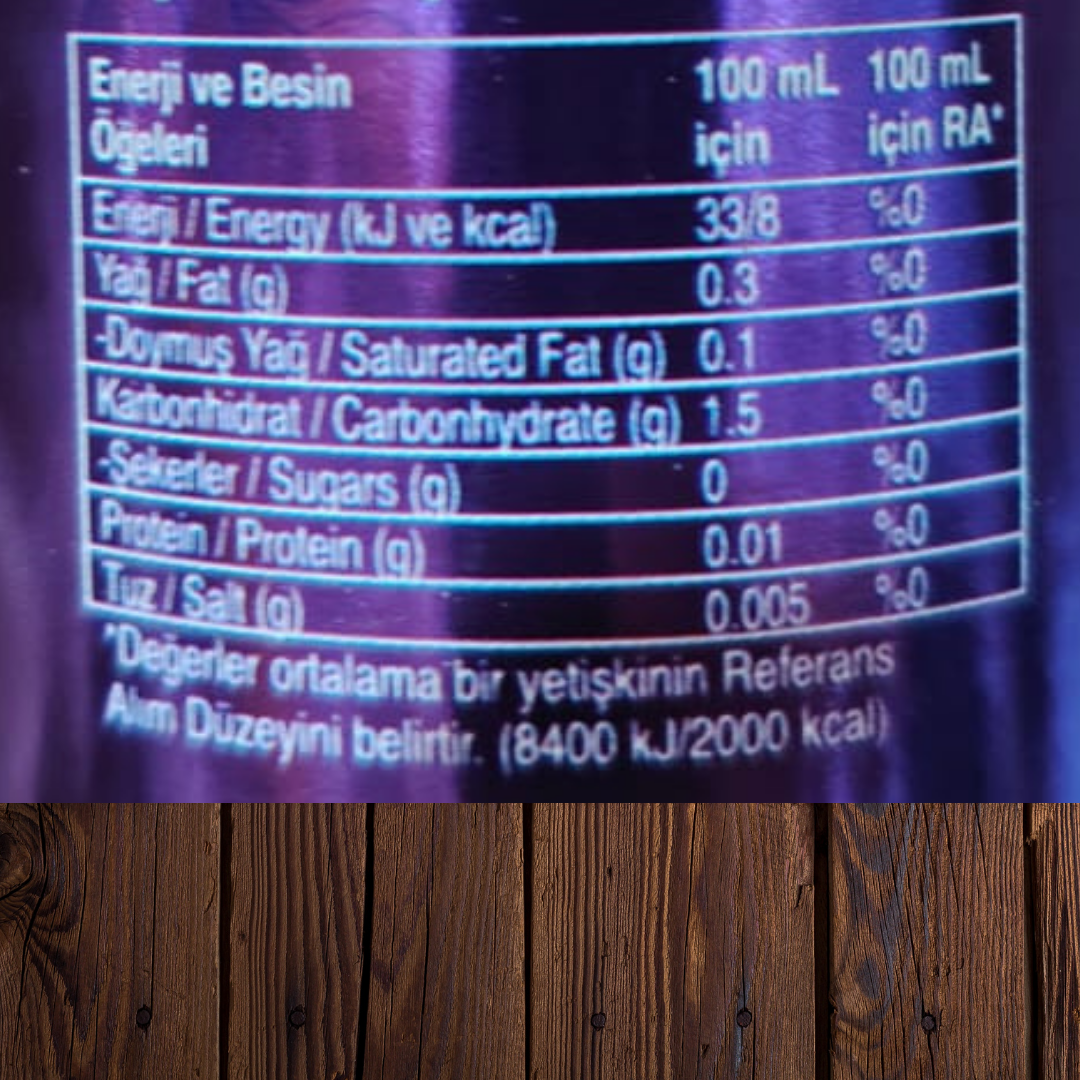 Enerji ve Besin Öğeleri 100 mL için 100 mL için RA*
Enerji / Energy (kJ ve kcal) 33/8 %0
Yağ / Fat (g) 0.3 %0
-Doymuş Yağ / Saturated Fat (g) 0.1 %0
Karbonhidrat / Carbonhydrate (g) 1.5 %0
-Şekerler / Sugars (g) 0 %0
Protein / Protein (g) 0.01 %0
Tuz / Salt (g) 0.005 %0
*Değerler ortalama bir yetişkinin Referans
Alım Düzeyini belirtir. (8400 kJ/2000 kcal)